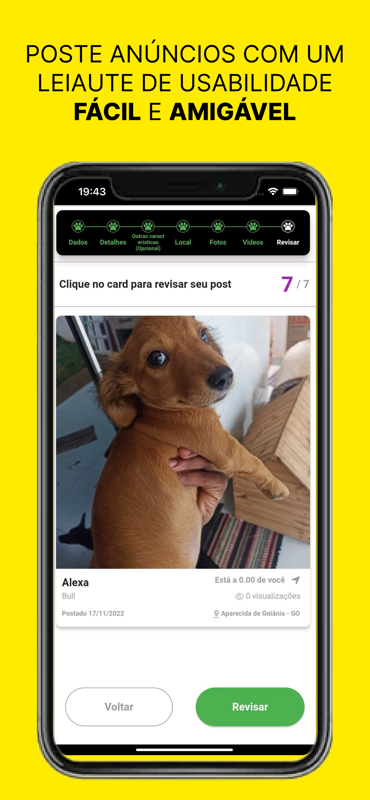 POSTE ANÚNCIOS COM UM
LEIAUTE DE USABILIDADE
FÁCIL E AMIGÁVEL
19:43
Dados
Detalhes
Outras caract
erísticas
(Opcional)
Local
Fotos
Vídeos
Revisar
Clique no card para revisar seu post
7 / 7
Alexa
Está a 0.00 de você
Bull
0 visualizações
Postado 17/11/2022
Aparecida de Goiânia - GO
Voltar
Revisar